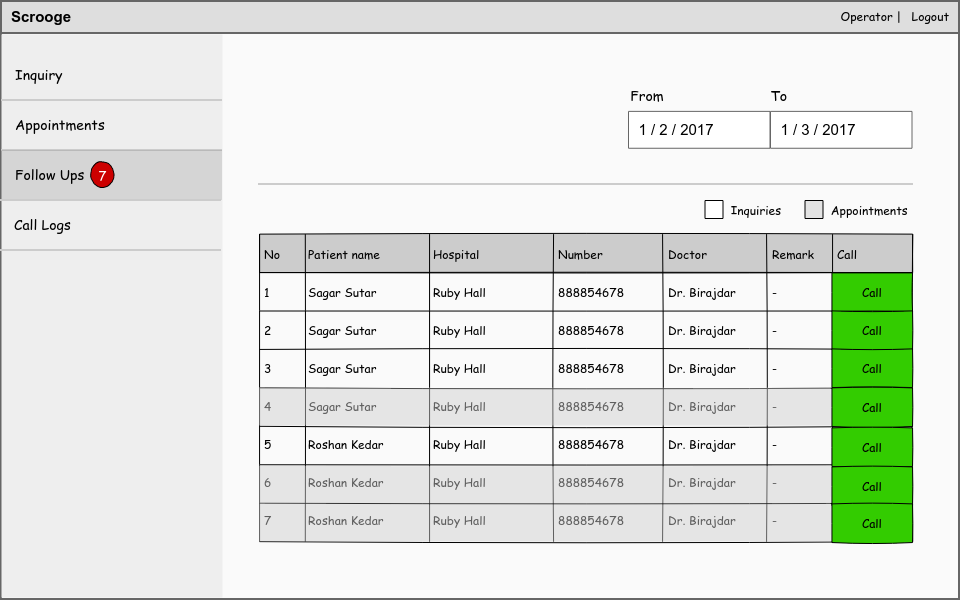 Scrooge
Operator | Logout
Inquiry
Appointments
Follow Ups 7
Call Logs
From To
1 / 2 / 2017 1 / 3 / 2017
Inquiries Appointments
No Patient name Hospital Number Doctor Remark Call
1 Sagar Sutar Ruby Hall 888854678 Dr. Birajdar - Call
2 Sagar Sutar Ruby Hall 888854678 Dr. Birajdar - Call
3 Sagar Sutar Ruby Hall 888854678 Dr. Birajdar - Call
4 Sagar Sutar Ruby Hall 888854678 Dr. Birajdar - Call
5 Roshan Kedar Ruby Hall 888854678 Dr. Birajdar - Call
6 Roshan Kedar Ruby Hall 888854678 Dr. Birajdar - Call
7 Roshan Kedar Ruby Hall 888854678 Dr. Birajdar - Call